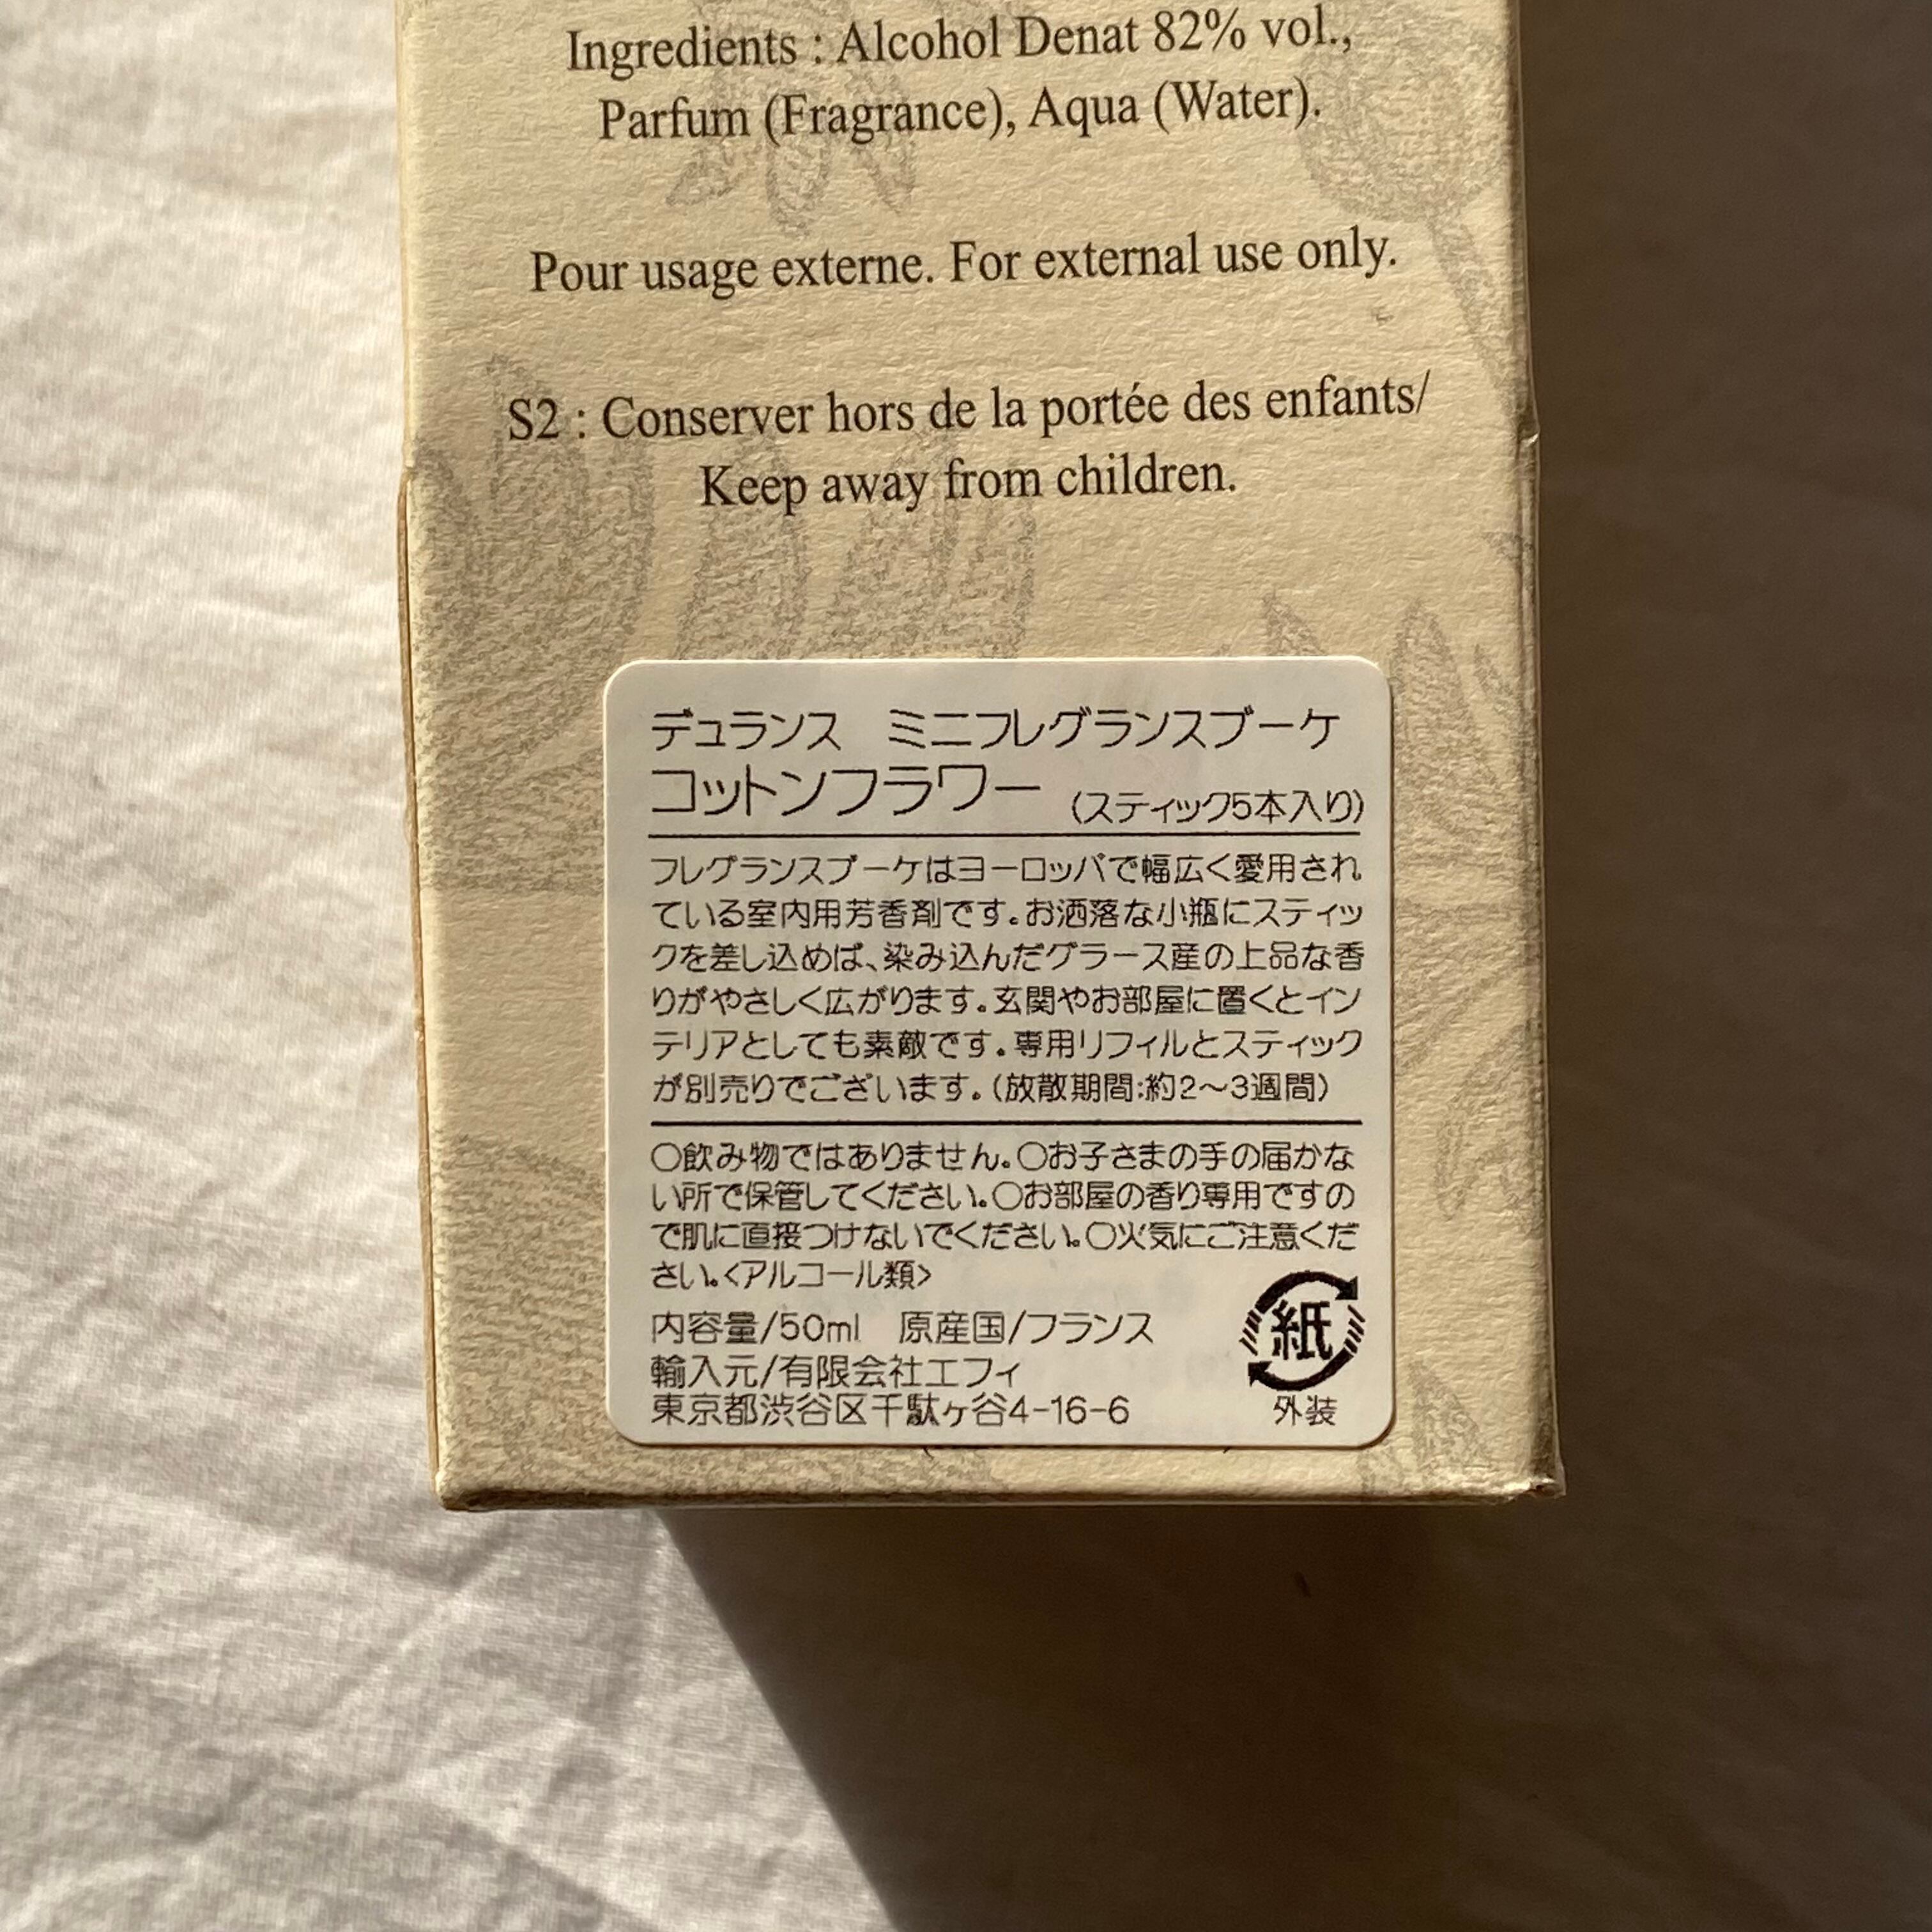 Ingredients : Alcohol Denat 82% vol.,
Parfum (Fragrance), Aqua (Water).
Pour usage externe. For external use only.
S2 : Conserver hors de la portée des enfants/
Keep away from children.
デュランス　ミニフレグランスブーケ
コットンフラワー （スティック5本入り）
フレグランスブーケはヨーロッパで幅広く愛用され
ている室内用芳香剤です。お洒落な小瓶にスティッ
クを差し込めば、染み込んだグラース産の上品な香
りがやさしく広がります。玄関やお部屋に置くとイン
テリアとしても素敵です。専用リフィルとスティック
が別売りでございます。（放散期間:約2〜3週間）
○飲み物ではありません。○お子さまの手の届かな
い所で保管してください。○お部屋の香り専用ですの
で肌に直接つけないでください。○火気にご注意くだ
さい。<アルコール類>
内容量/50ml　原産国/フランス
輸入元/有限会社エフィ
東京都渋谷区千駄ヶ谷4-16-6
紙
外装